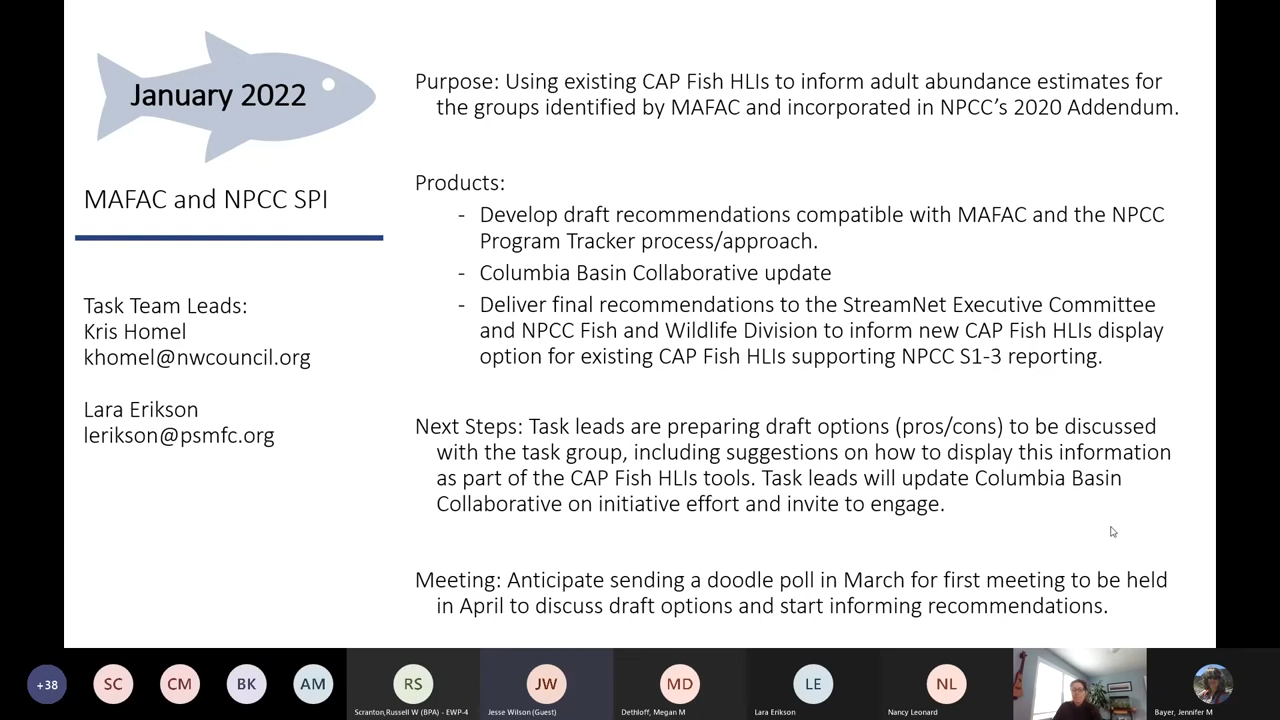 January 2022
MAFAC and NPCC SPI
Task Team Leads:
Kris Homel
khomel@nwcouncil.org
Lara Erikson
lerikson@psmfc.org
Purpose: Using existing CAP Fish HLIs to inform adult abundance estimates for
the groups identified by MAFAC and incorporated in NPCC’s 2020 Addendum.
Products:
- Develop draft recommendations compatible with MAFAC and the NPCC
Program Tracker process/approach.
- Columbia Basin Collaborative update
- Deliver final recommendations to the StreamNet Executive Committee
and NPCC Fish and Wildlife Division to inform new CAP Fish HLIs display
option for existing CAP Fish HLIs supporting NPCC S1-3 reporting.
Next Steps: Task leads are preparing draft options (pros/cons) to be discussed
with the task group, including suggestions on how to display this information
as part of the CAP Fish HLIs tools. Task leads will update Columbia Basin
Collaborative on initiative effort and invite to engage.
Meeting: Anticipate sending a doodle poll in March for first meeting to be held
in April to discuss draft options and start informing recommendations.
+38 SC CM BK AM RS JW MD LE NL
Scranton,Russell W (BPA) - EWP-4 Jesse Wilson (Guest) Dethloff, Megan M Lara Erikson Nancy Leonard Bayer, Jennifer M